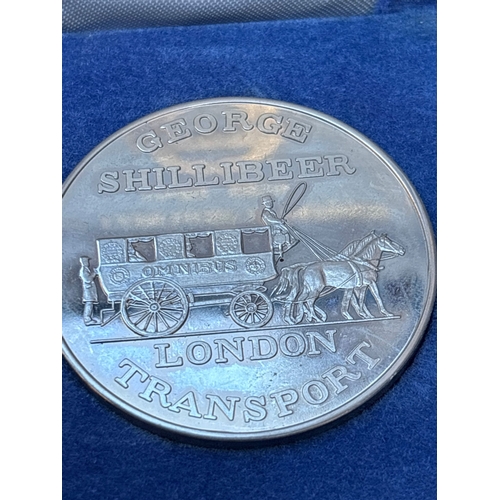 GEORGE
SHILLIBEER
OMNIBUS
LONDON
TRANSPORT